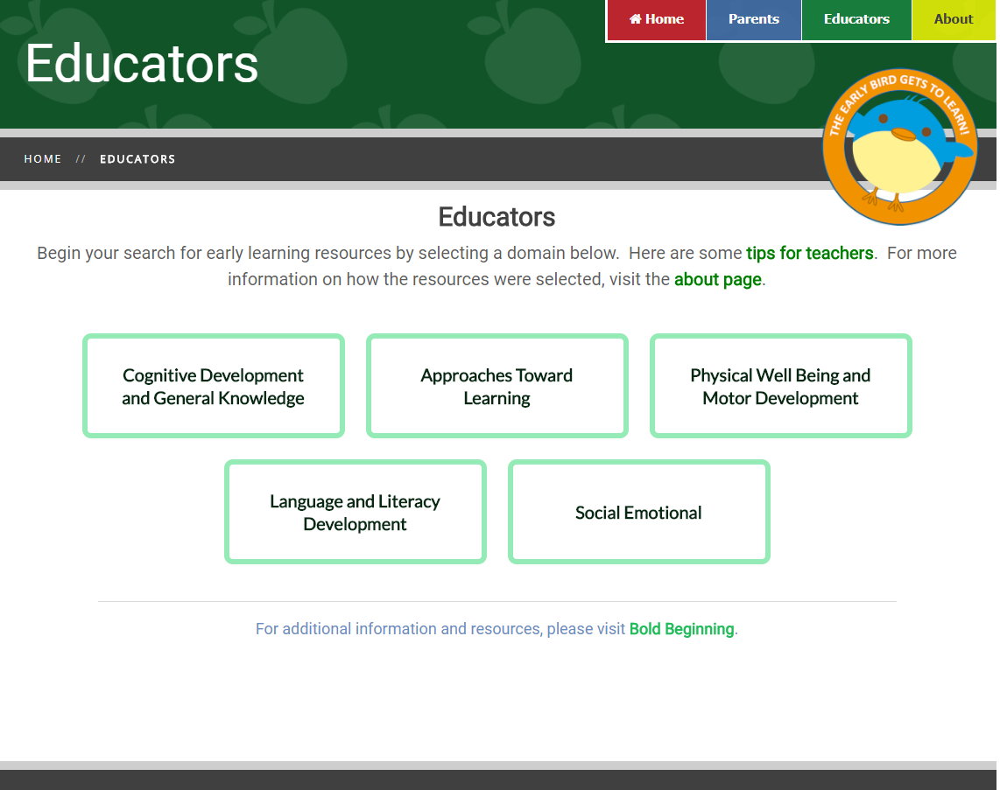 Home
Parents
Educators
About
Educators
THE EARLY BIRD GETS TO LEARN!
HOME // EDUCATORS
Educators
Begin your search for early learning resources by selecting a domain below.  Here are some tips for teachers.  For more
information on how the resources were selected, visit the about page.
Cognitive Development
and General Knowledge
Approaches Toward
Learning
Physical Well Being and
Motor Development
Language and Literacy
Development
Social Emotional
For additional information and resources, please visit Bold Beginning.